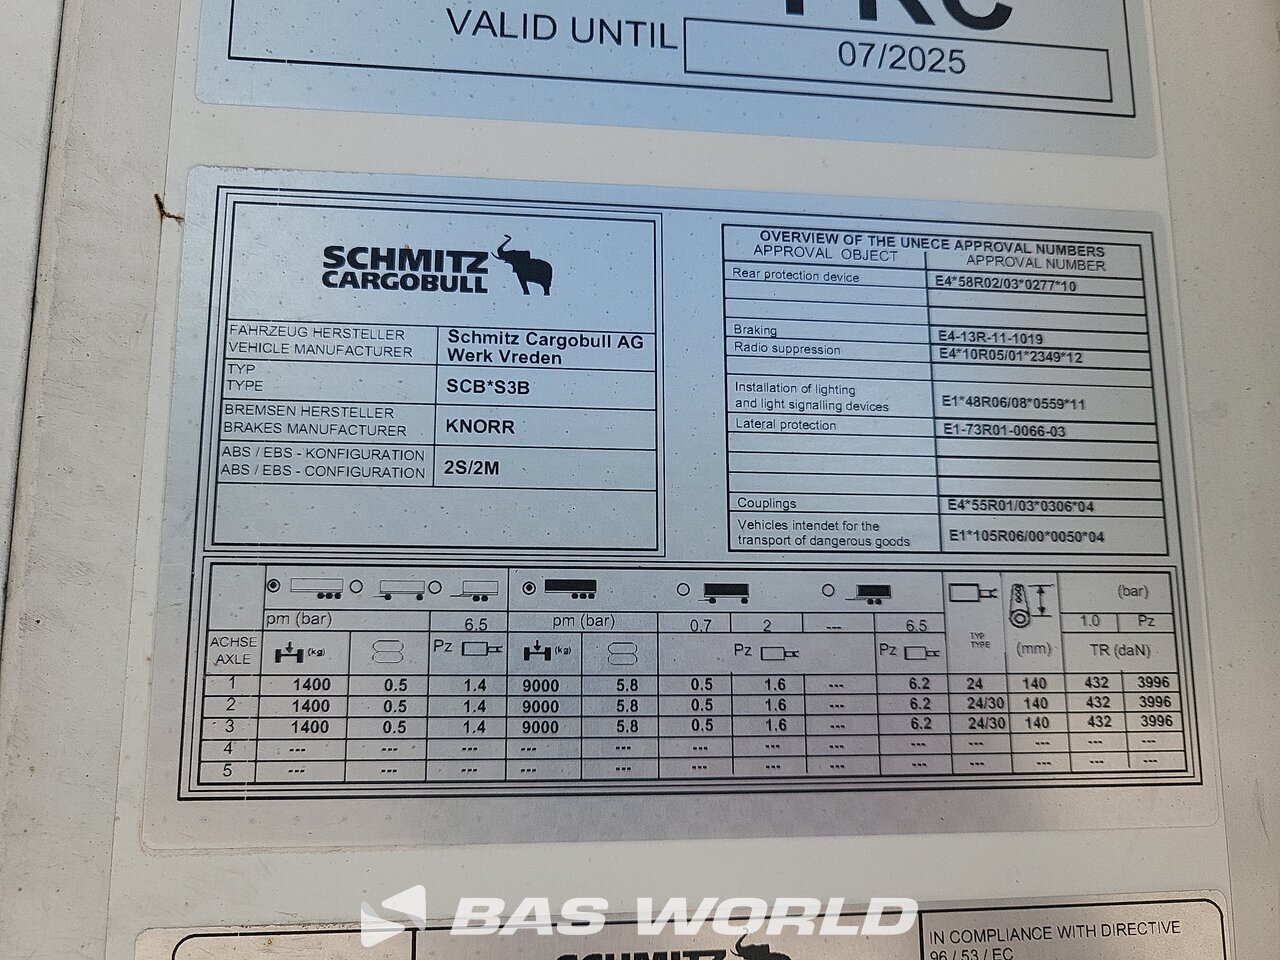 FRC
VALID UNTIL
07/2025
SCHMITZ
CARGOBULL
FAHRZEUG HERSTELLER
VEHICLE MANUFACTURER
Schmitz Cargobull AG
Werk Vreden
TYP
TYPE
SCB*S3B
BREMSEN HERSTELLER
BRAKES MANUFACTURER
KNORR
ABS / EBS - KONFIGURATION
ABS / EBS - CONFIGURATION
2S/2M
OVERVIEW OF THE UNECE APPROVAL NUMBERS
APPROVAL OBJECT APPROVAL NUMBER
Rear protection device E4*58R02/03*0277*10
Braking E4-13R-11-1019
Radio suppression E4*10R05/01*2349*12
Installation of lighting
and light signalling devices E1*48R06/08*0559*11
Lateral protection E1-73R01-0066-03
Couplings E4*55R01/03*0306*04
Vehicles intendet for the
transport of dangerous goods E1*105R06/00*0050*04
(bar)
pm (bar) 6.5 pm (bar) 0.7 2 --- 6.5 TYP TYPE (mm) 1.0 Pz
ACHSE
AXLE (kg) Pz (kg) Pz Pz TR (daN)
1 1400 0.5 1.4 9000 5.8 0.5 1.6 --- 6.2 24 140 432 3996
2 1400 0.5 1.4 9000 5.8 0.5 1.6 --- 6.2 24/30 140 432 3996
3 1400 0.5 1.4 9000 5.8 0.5 1.6 --- 6.2 24/30 140 432 3996
4 --- --- --- --- --- --- --- --- --- --- --- --- ---
5 --- --- --- --- --- --- --- --- --- --- --- --- ---
BAS WORLD
SCHMITZ
IN COMPLIANCE WITH DIRECTIVE
96 / 53 / EC